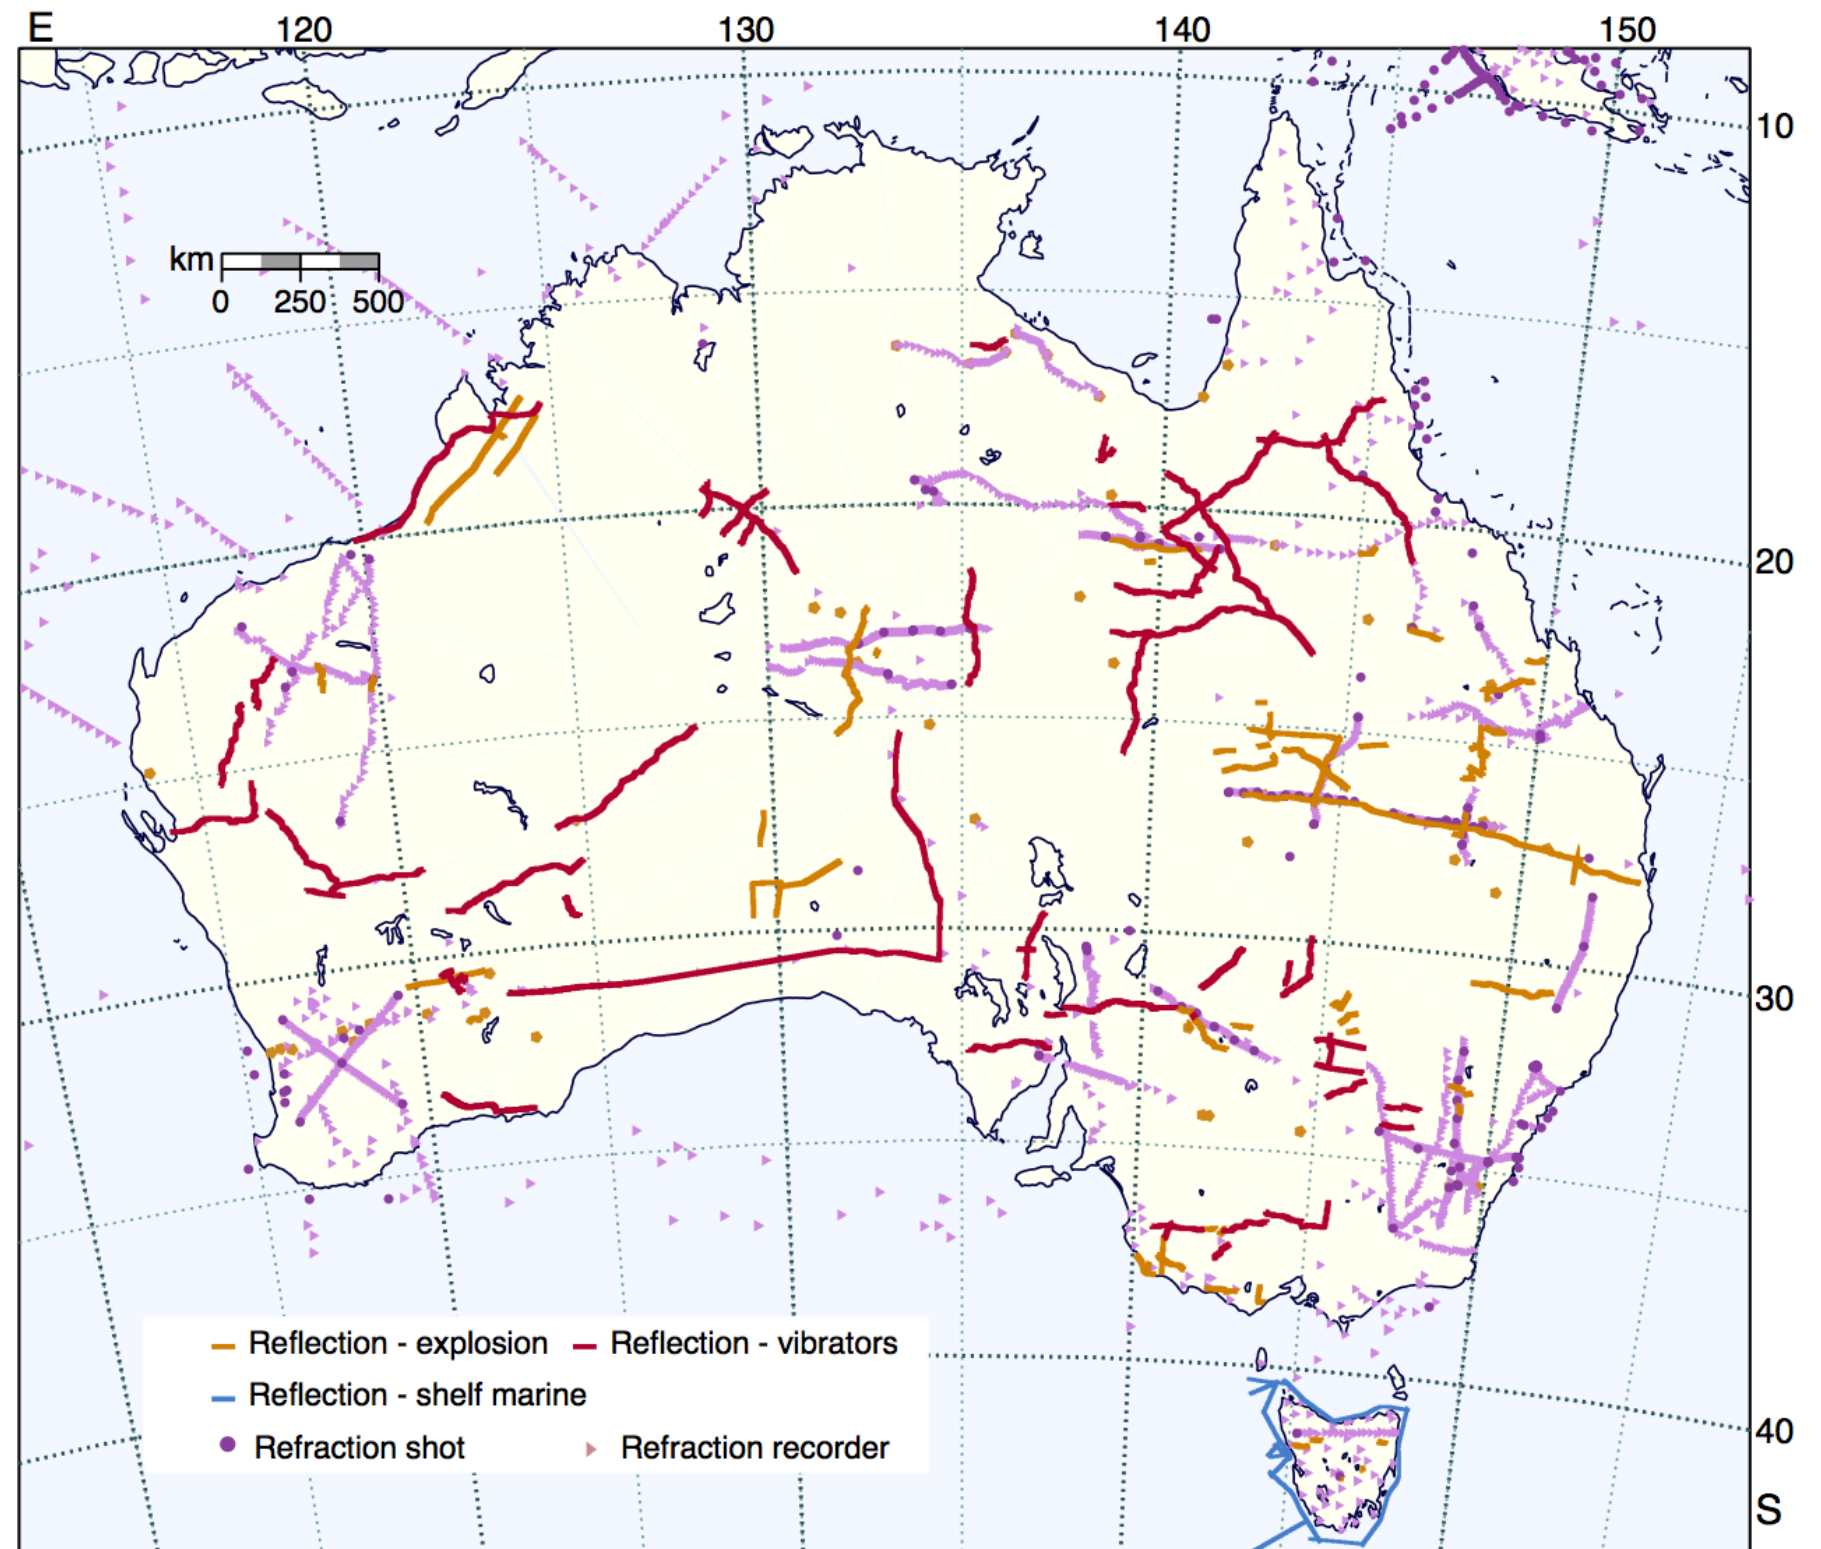 E 120 130 140 150
10
km
0 250 500
20
30
Reflection - explosion Reflection - vibrators
Reflection - shelf marine
Refraction shot Refraction recorder
40
S